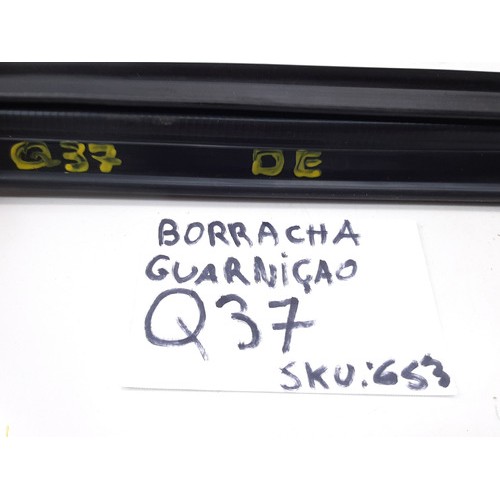 Q37 DE
BORRACHA
GUARNiÇAO
Q37
SKU:653